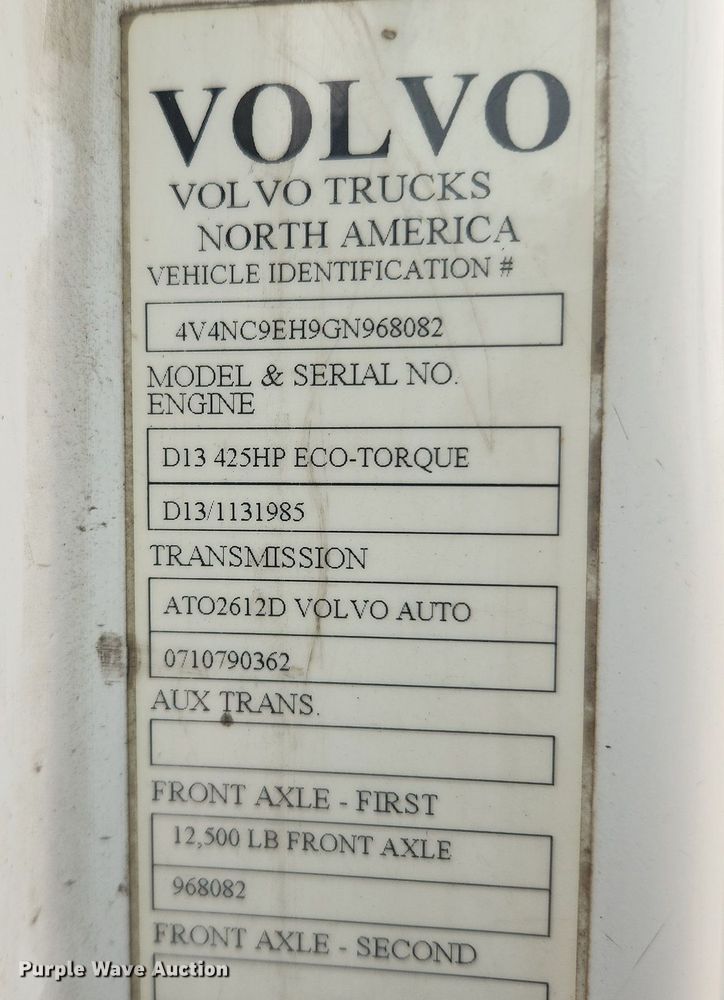 VOLVO
VOLVO TRUCKS
NORTH AMERICA
VEHICLE IDENTIFICATION #
4V4NC9EH9GN968082
MODEL & SERIAL NO.
ENGINE
D13 425HP ECO-TORQUE
D13/1131985
TRANSMISSION
ATO2612D VOLVO AUTO
0710790362
AUX TRANS.
FRONT AXLE - FIRST
12,500 LB FRONT AXLE
968082
FRONT AXLE - SECOND
Purple Wave Auction